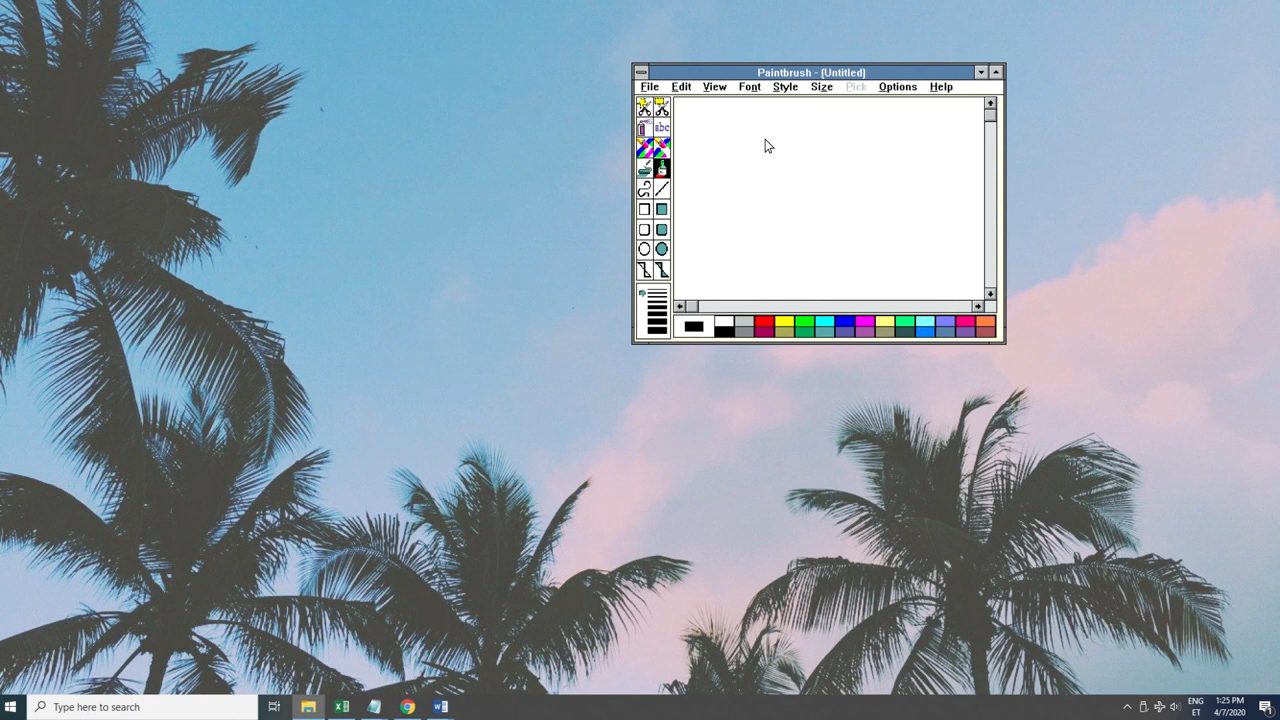 Paintbrush - (Untitled)
File Edit View Font Style Size Pick Options Help
abc
Type here to search
ENG
ET
1:25 PM
4/7/2020